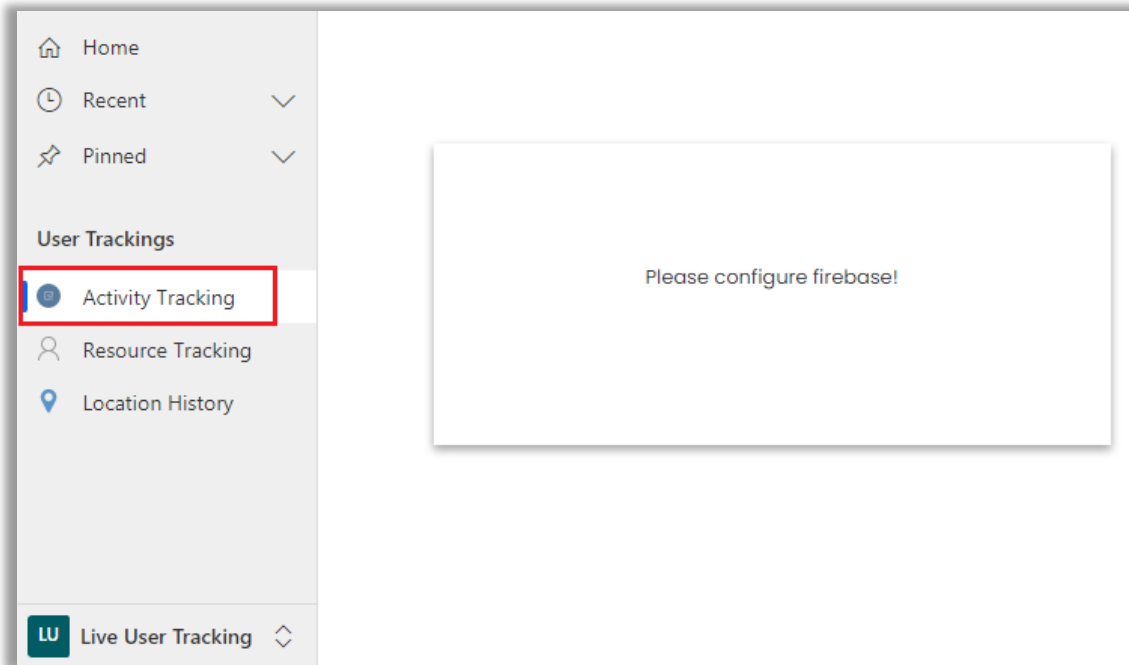 Home
Recent
Pinned
User Trackings
Activity Tracking
Resource Tracking
Location History
LU Live User Tracking
Please configure firebase!